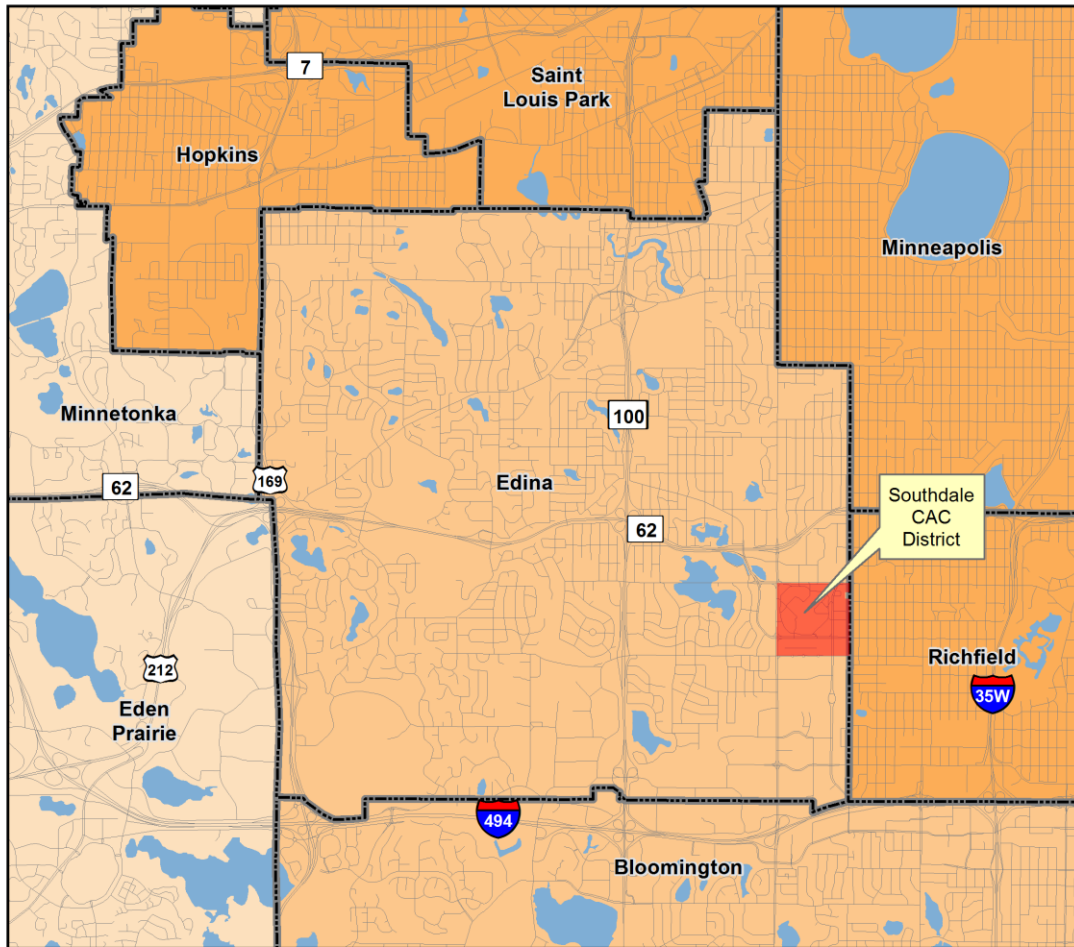 7
Saint
Louis Park
Hopkins
Minneapolis
Minnetonka
100
169
62
Edina
Southdale
CAC
District
62
Richfield
212
35W
Eden
Prairie
494
Bloomington